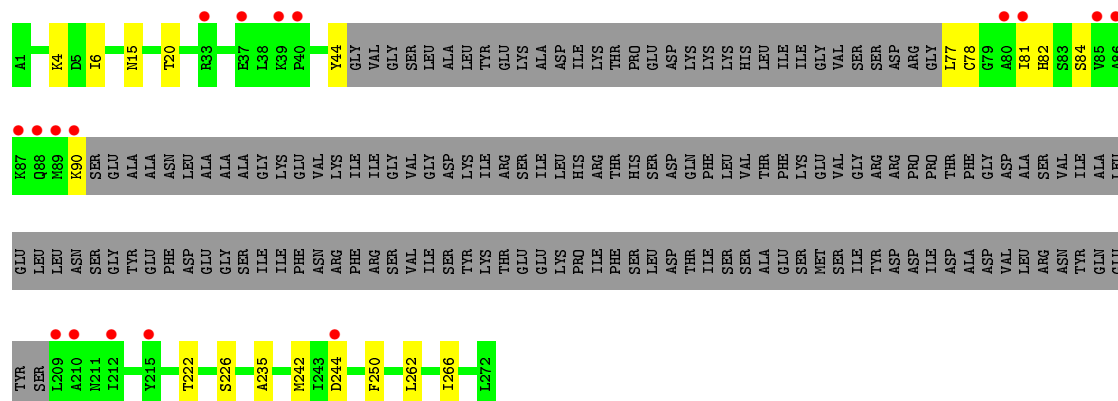 A1 K4 D5 I6 N15 T20 R33 E37 L38 K39 P40 Y44 GLY VAL GLY SER LEU ALA LEU TYR GLU LYS ALA ASP ILE LYS THR PRO GLU ASP LYS LYS LYS HIS LEU ILE ILE GLY VAL SER SER ASP ARG GLY L77 C78 G79 A80 I81 H82 S83 S84 V85 A86
K87 Q88 M89 K90 SER GLU ALA ALA ASN LEU ALA ALA ALA GLY LYS GLU VAL LYS ILE ILE GLY VAL GLY ASP LYS ILE ARG SER ILE LEU HIS ARG THR HIS SER ASP GLN PHE LEU VAL THR PHE LYS GLU VAL GLY ARG ARG PRO PRO THR PHE GLY ASP ALA SER VAL ILE ALA LEU
GLU LEU LEU ASN SER GLY TYR GLU PHE ASP GLU GLY SER ILE ILE PHE ASN ARG PHE ARG SER VAL ILE SER TYR LYS THR GLU GLU LYS PRO ILE PHE SER LEU ASP THR ILE SER SER ALA GLU SER MET SER ILE TYR ASP ASP ILE ASP ALA ASP VAL LEU ARG ASN TYR GLN GLU
TYR SER L209 A210 N211 I212 Y215 T222 S226 A235 M242 I243 D244 F250 L262 I266 L272